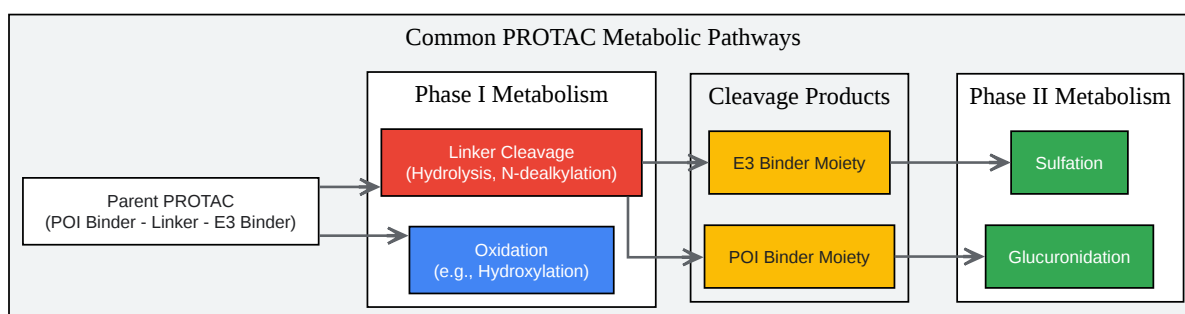 Common PROTAC Metabolic Pathways
Phase I Metabolism
Cleavage Products
Phase II Metabolism
Linker Cleavage
(Hydrolysis, N-dealkylation)
E3 Binder Moiety
Sulfation
Parent PROTAC
(POI Binder - Linker - E3 Binder)
Oxidation
(e.g., Hydroxylation)
POI Binder Moiety
Glucuronidation